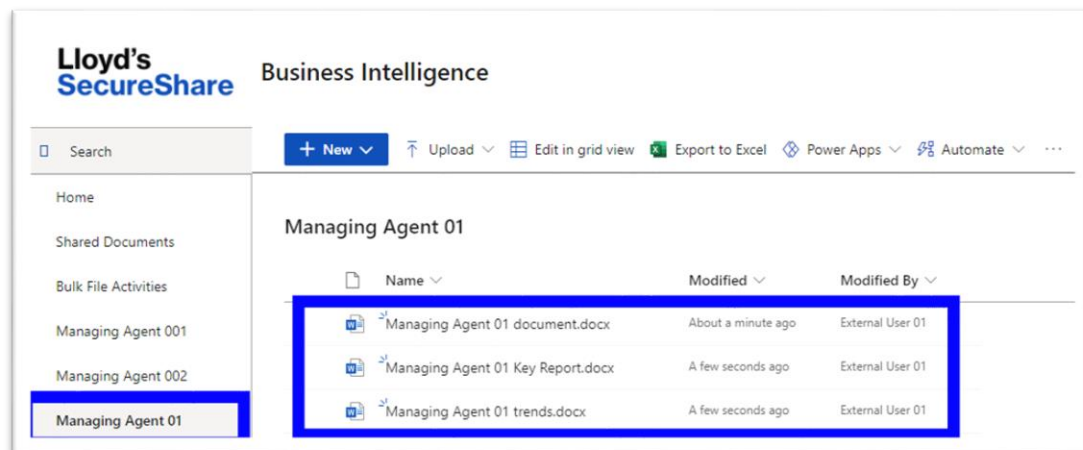 Lloyd's
SecureShare
Business Intelligence
Search
New
Upload
Edit in grid view
Export to Excel
Power Apps
Automate
...
Home
Shared Documents
Bulk File Activities
Managing Agent 001
Managing Agent 002
Managing Agent 01
Managing Agent 01
Name
Modified
Modified By
Managing Agent 01 document.docx
About a minute ago
External User 01
Managing Agent 01 Key Report.docx
A few seconds ago
External User 01
Managing Agent 01 trends.docx
A few seconds ago
External User 01